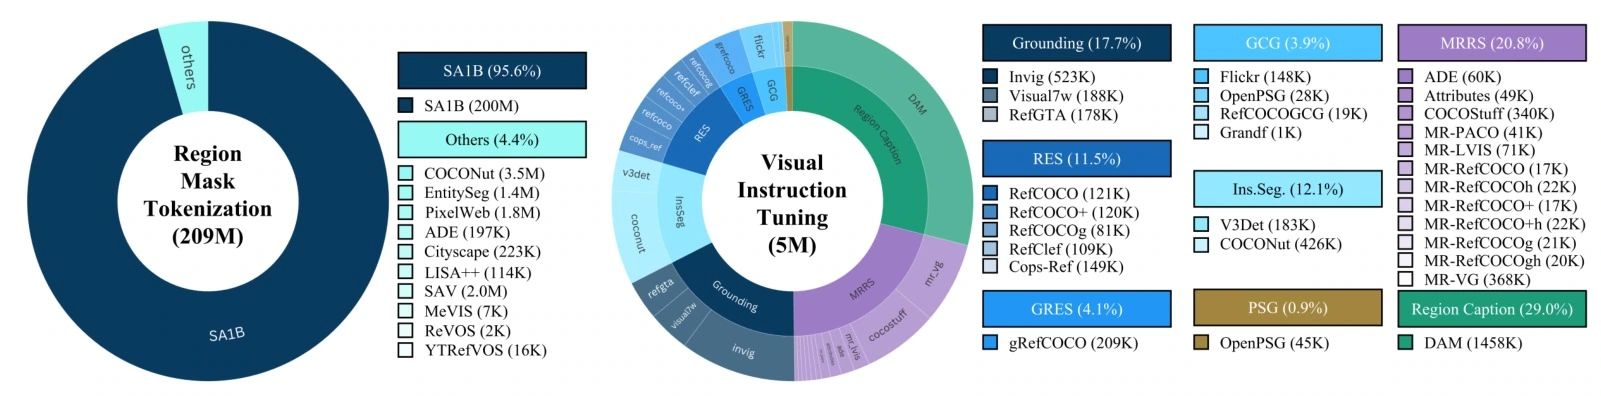 others
SA1B
Region
Mask
Tokenization
(209M)
SA1B (95.6%)
SA1B (200M)
Others (4.4%)
COCONut (3.5M)
EntitySeg (1.4M)
PixelWeb (1.8M)
ADE (197K)
Cityscape (223K)
LISA++ (114K)
SAV (2.0M)
MeVIS (7K)
ReVOS (2K)
YTRefVOS (16K)
Visual
Instruction
Tuning
(5M)
Region Caption
DAM
MRRS
mr_vg
cocostuff
mr_lvis
ade
attributes
Grounding
invig
visual7w
refgta
InsSeg
coconut
v3det
RES
cops_ref
refcoco
refcoco+
refclef
refcocog
GRES
grefcoco
GCG
flickr
Grounding (17.7%)
Invig (523K)
Visual7w (188K)
RefGTA (178K)
RES (11.5%)
RefCOCO (121K)
RefCOCO+ (120K)
RefCOCOg (81K)
RefClef (109K)
Cops-Ref (149K)
GRES (4.1%)
gRefCOCO (209K)
GCG (3.9%)
Flickr (148K)
OpenPSG (28K)
RefCOCOGCG (19K)
Grandf (1K)
Ins.Seg. (12.1%)
V3Det (183K)
COCONut (426K)
PSG (0.9%)
OpenPSG (45K)
MRRS (20.8%)
ADE (60K)
Attributes (49K)
COCOStuff (340K)
MR-PACO (41K)
MR-LVIS (71K)
MR-RefCOCO (17K)
MR-RefCOCOh (22K)
MR-RefCOCO+ (17K)
MR-RefCOCO+h (22K)
MR-RefCOCOg (21K)
MR-RefCOCOgh (20K)
MR-VG (368K)
Region Caption (29.0%)
DAM (1458K)